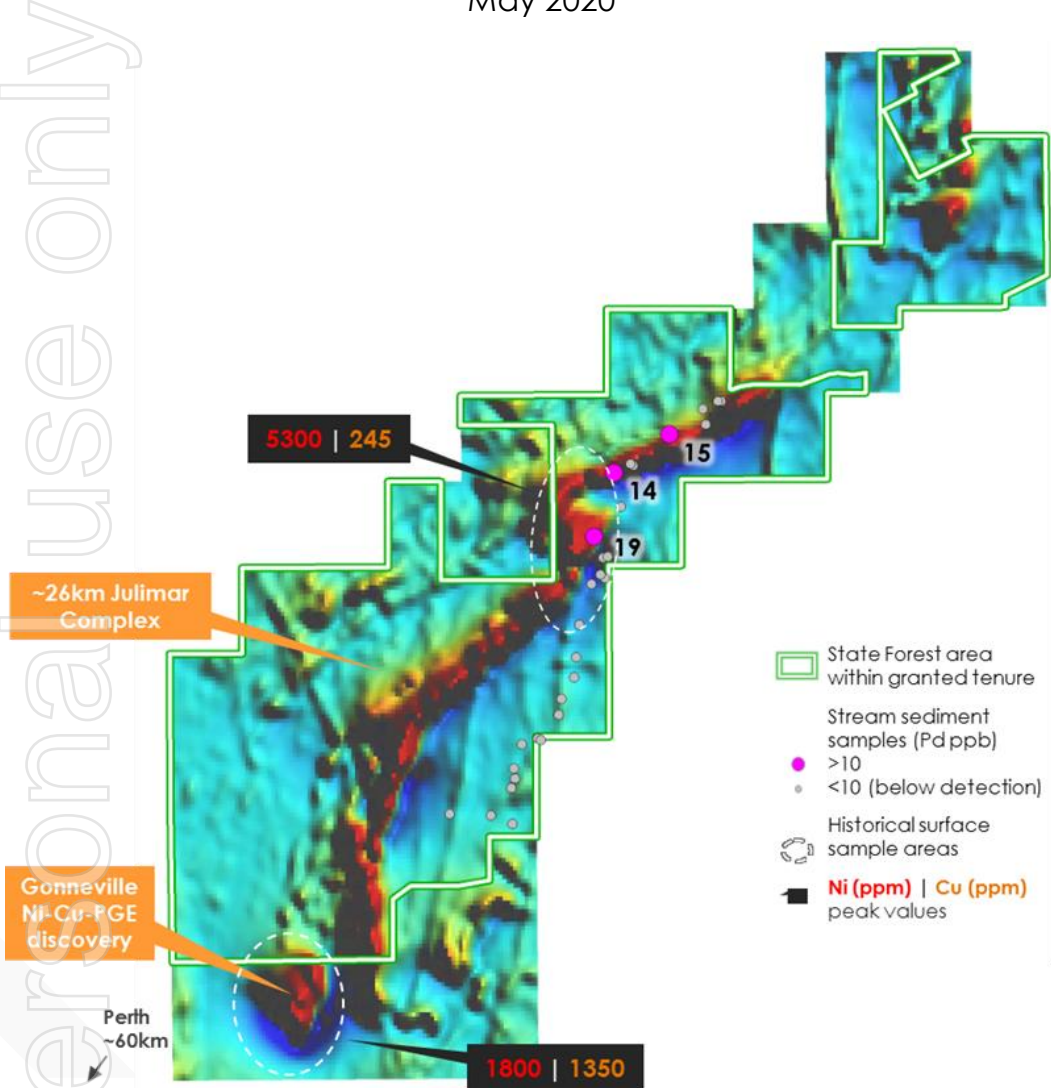 May 2020
5300 | 245
15
14
19
~26km Julimar
Complex
State Forest area
within granted tenure
Stream sediment
samples (Pd ppb)
>10
<10 (below detection)
Historical surface
sample areas
Ni (ppm) | Cu (ppm)
peak values
Gonneville
Ni-Cu-PGE
discovery
Perth
~60km
1800 | 1350
ersonal use only